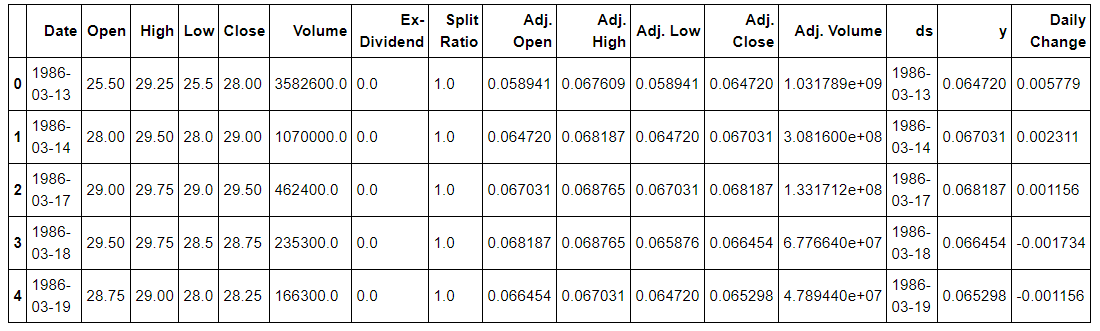 Date Open High Low Close Volume Ex-Dividend Split Ratio Adj. Open Adj. High Adj. Low Adj. Close Adj. Volume ds y Daily Change
0 1986-03-13 25.50 29.25 25.5 28.00 3582600.0 0.0 1.0 0.058941 0.067609 0.058941 0.064720 1.031789e+09 1986-03-13 0.064720 0.005779
1 1986-03-14 28.00 29.50 28.0 29.00 1070000.0 0.0 1.0 0.064720 0.068187 0.064720 0.067031 3.081600e+08 1986-03-14 0.067031 0.002311
2 1986-03-17 29.00 29.75 29.0 29.50 462400.0 0.0 1.0 0.067031 0.068765 0.067031 0.068187 1.331712e+08 1986-03-17 0.068187 0.001156
3 1986-03-18 29.50 29.75 28.5 28.75 235300.0 0.0 1.0 0.068187 0.068765 0.065876 0.066454 6.776640e+07 1986-03-18 0.066454 -0.001734
4 1986-03-19 28.75 29.00 28.0 28.25 166300.0 0.0 1.0 0.066454 0.067031 0.064720 0.065298 4.789440e+07 1986-03-19 0.065298 -0.001156